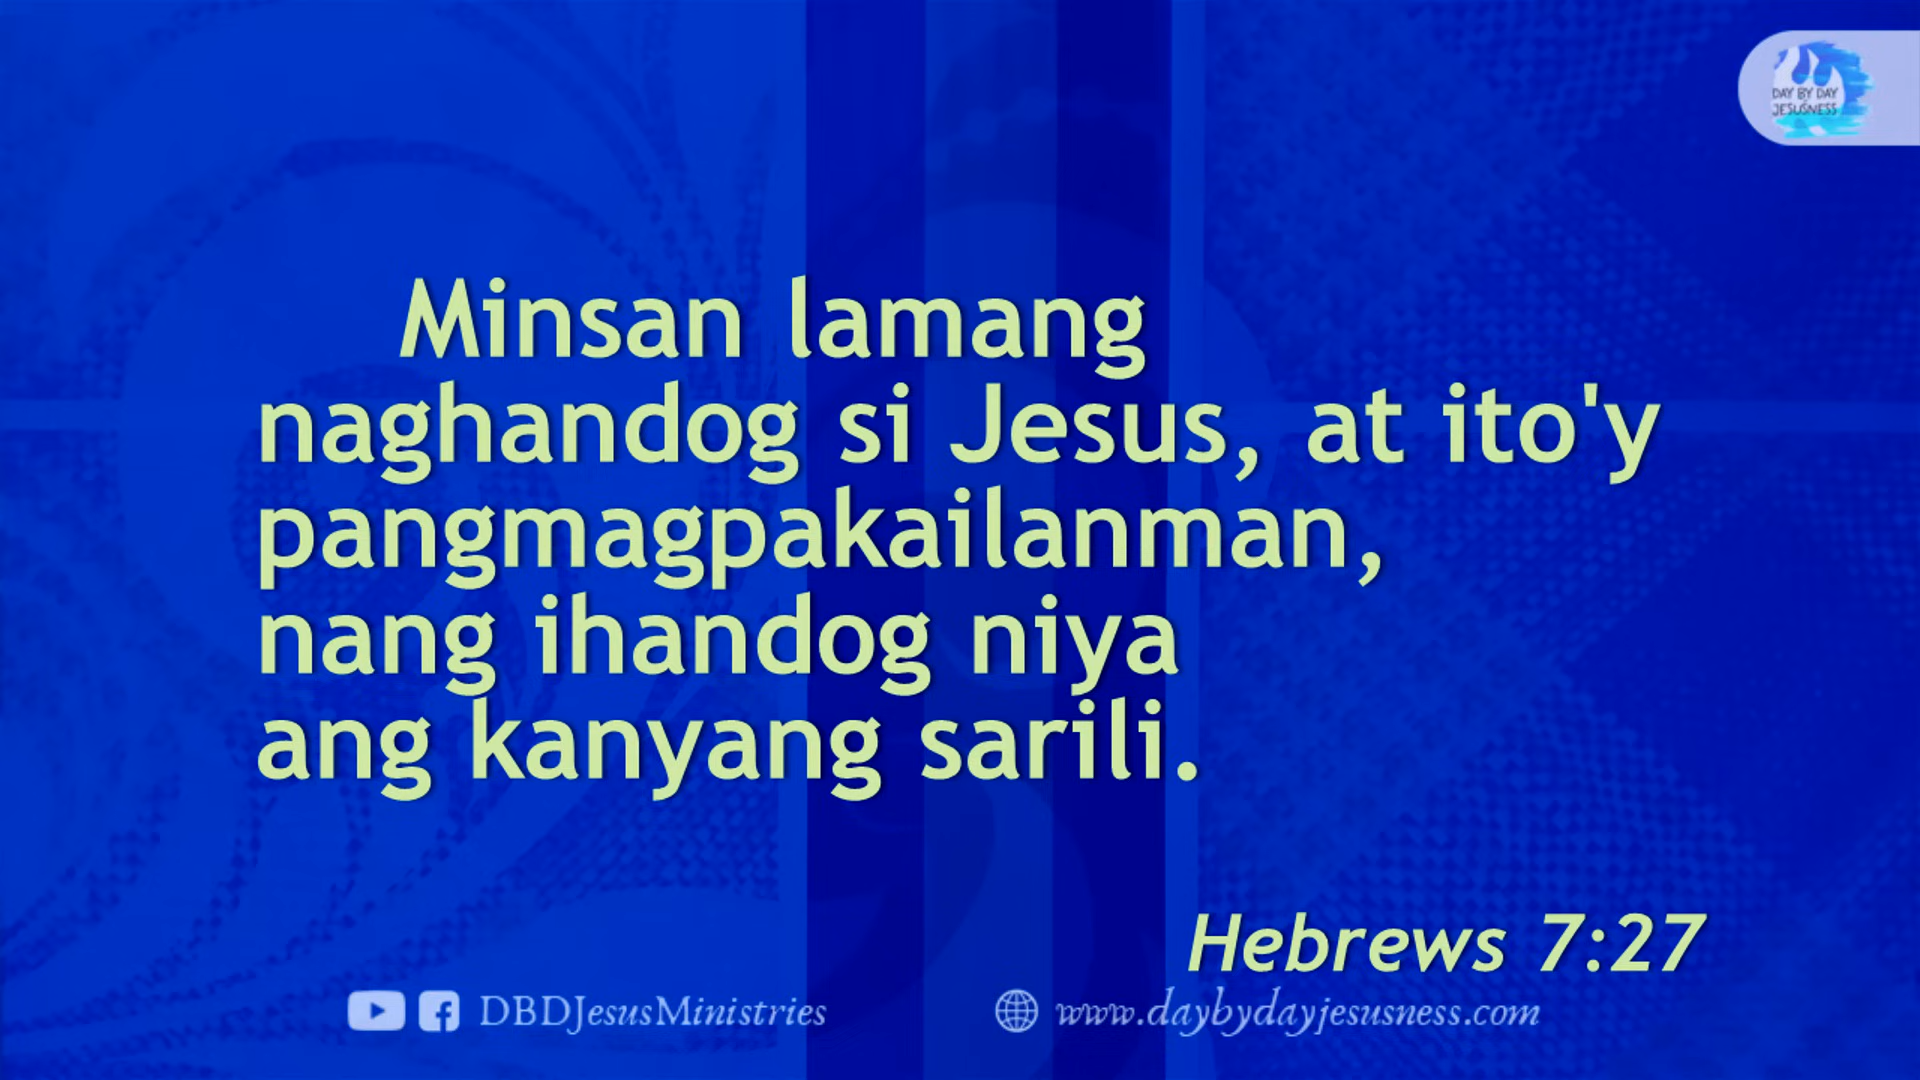 DAY BY DAY
JESUSNESS
Minsan lamang
naghandog si Jesus, at ito'y
pangmagpakailanman,
nang ihandog niya
ang kanyang sarili.
Hebrews 7:27
DBDJesusMinistries
www.daybydayjesusness.com